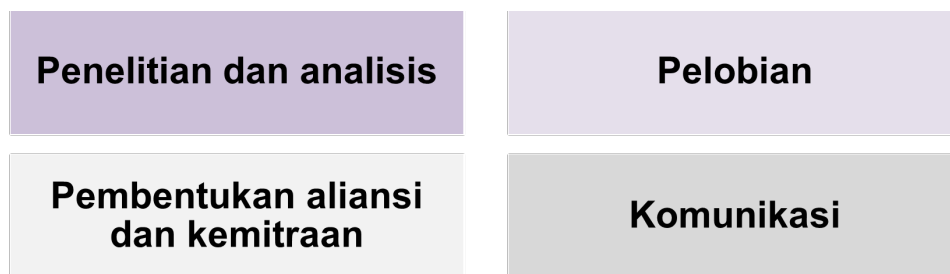 Penelitian dan analisis
Pelobian
Pembentukan aliansi
dan kemitraan
Komunikasi